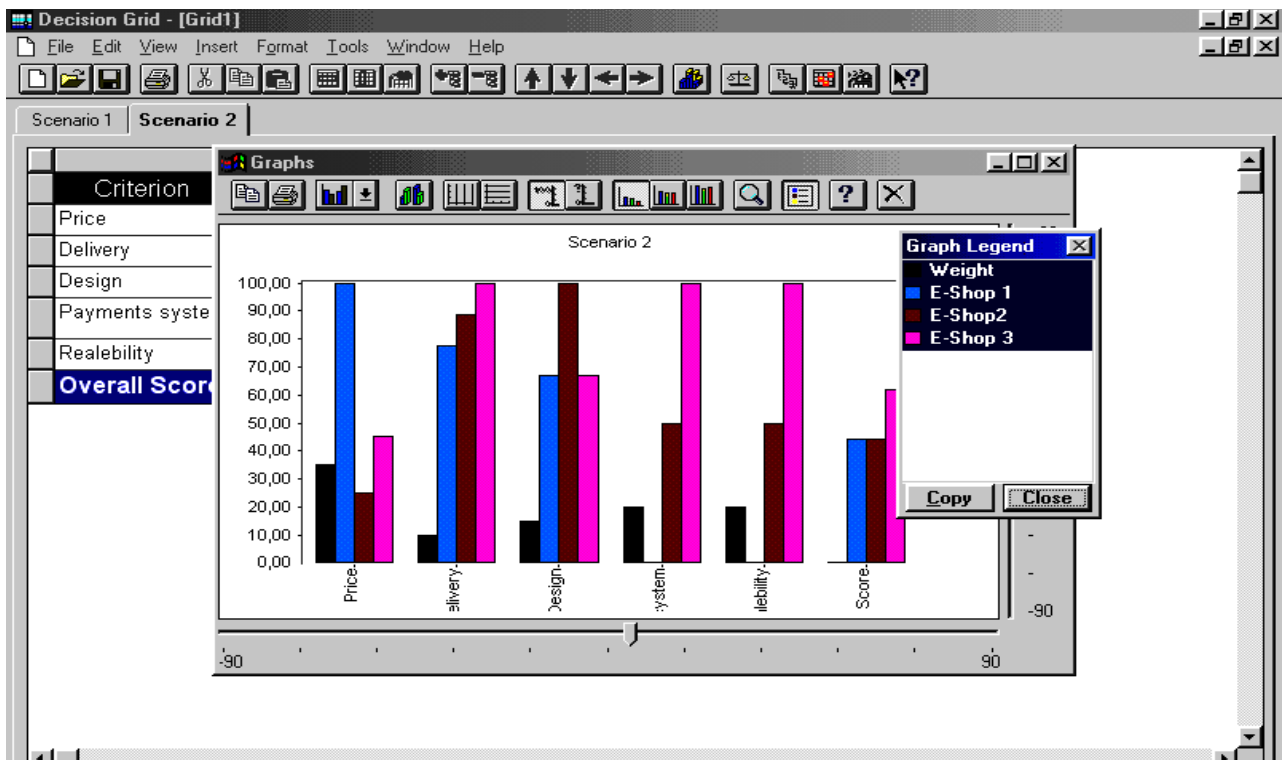 Decision Grid - [Grid1]
File Edit View Insert Format Tools Window Help
Scenario 1 Scenario 2
Graphs
Criterion
Price
Delivery
Design
Payments syste
Realebility
Overall Score
Scenario 2
100,00
90,00
80,00
70,00
60,00
50,00
40,00
30,00
20,00
10,00
0,00
Price
elivery
Design
ystem
lebility
Score
Graph Legend
Weight
E-Shop 1
E-Shop2
E-Shop 3
Copy Close
-90
-90 90